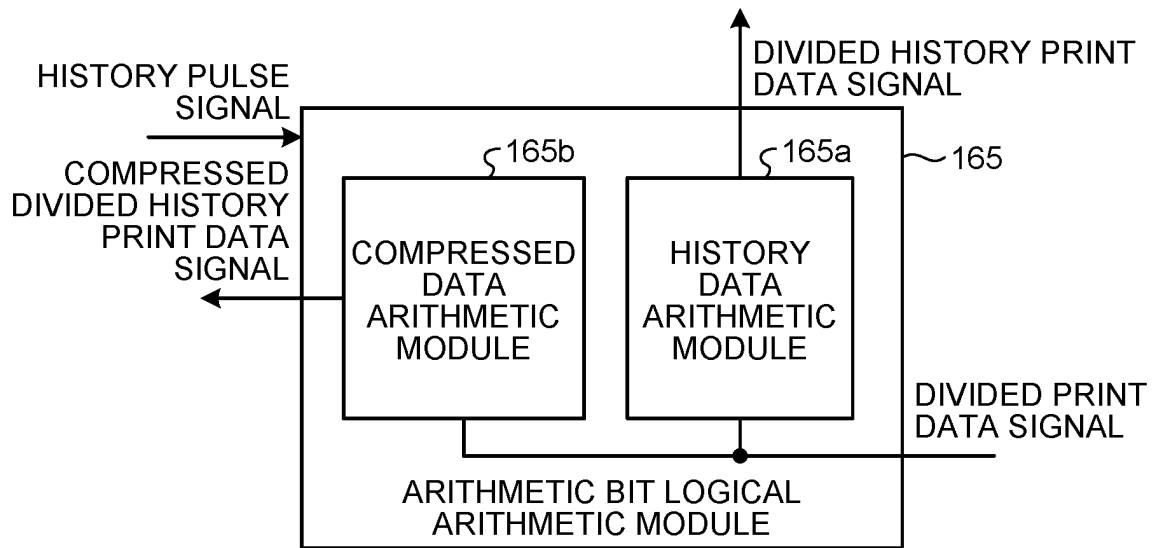 HISTORY PULSE
SIGNAL
DIVIDED HISTORY PRINT
DATA SIGNAL
COMPRESSED
DIVIDED HISTORY
PRINT DATA
SIGNAL
165b
165a
165
COMPRESSED
DATA
ARITHMETIC
MODULE
HISTORY
DATA
ARITHMETIC
MODULE
DIVIDED PRINT
DATA SIGNAL
ARITHMETIC BIT LOGICAL
ARITHMETIC MODULE